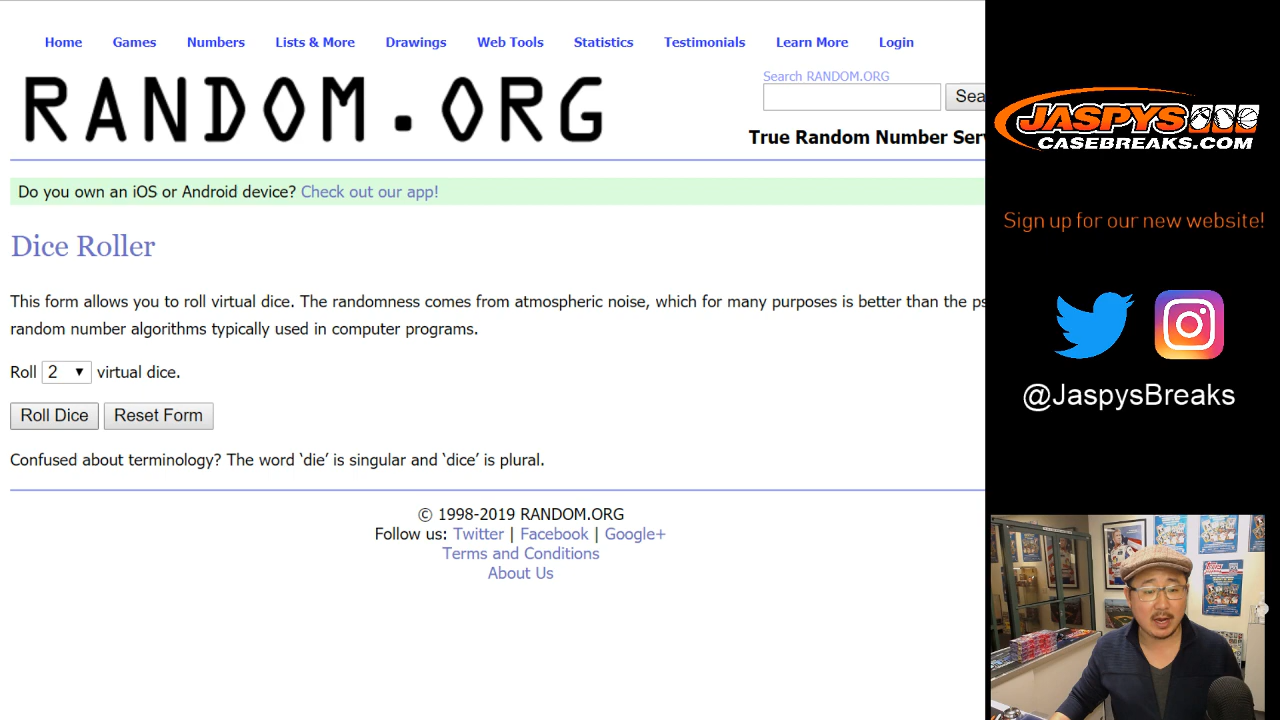 Home Games Numbers Lists & More Drawings Web Tools Statistics Testimonials Learn More Login
RANDOM.ORG
Search RANDOM.ORG
Sea
True Random Number Ser
Do you own an iOS or Android device? Check out our app!
Dice Roller
This form allows you to roll virtual dice. The randomness comes from atmospheric noise, which for many purposes is better than the ps
random number algorithms typically used in computer programs.
Roll 2 virtual dice.
Roll Dice Reset Form
Confused about terminology? The word ‘die’ is singular and ‘dice’ is plural.
© 1998-2019 RANDOM.ORG
Follow us: Twitter | Facebook | Google+
Terms and Conditions
About Us
JASPYS
CASEBREAKS.COM
Sign up for our new website!
@JaspysBreaks
Topps